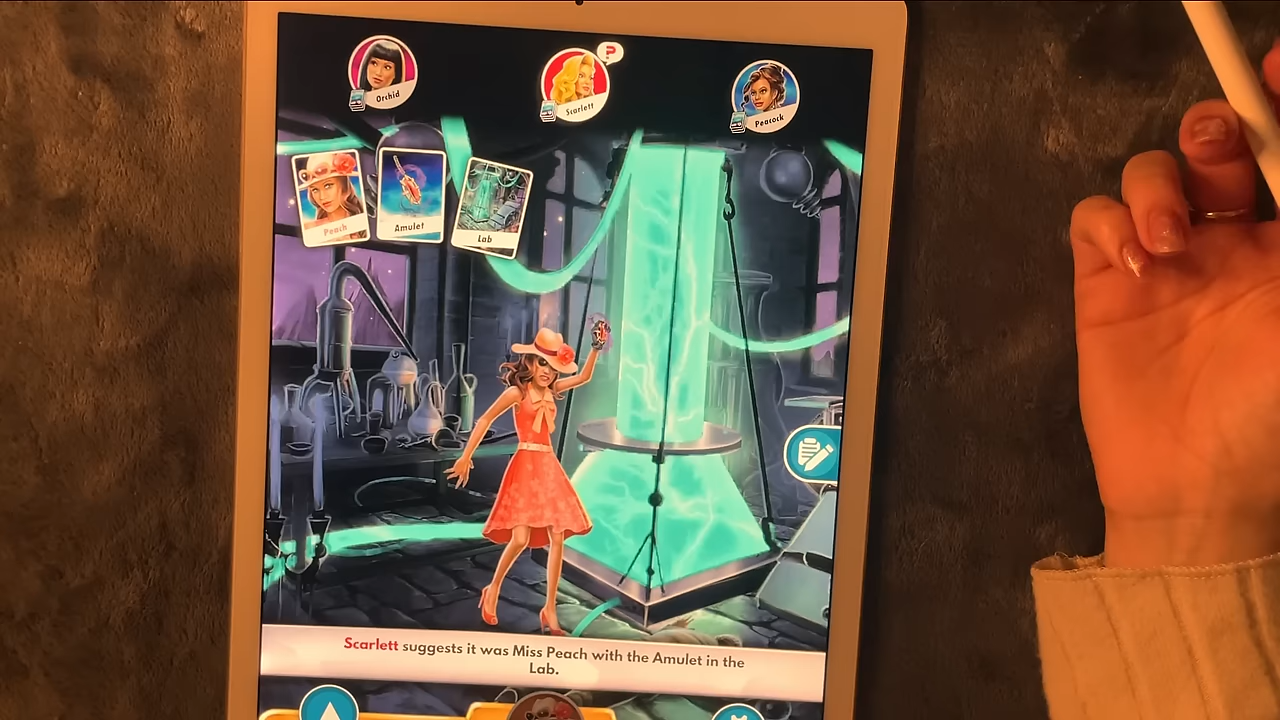 Orchid
?
Scarlett
Peacock
Peach
Amulet
Lab
Scarlett suggests it was Miss Peach with the Amulet in the
Lab.